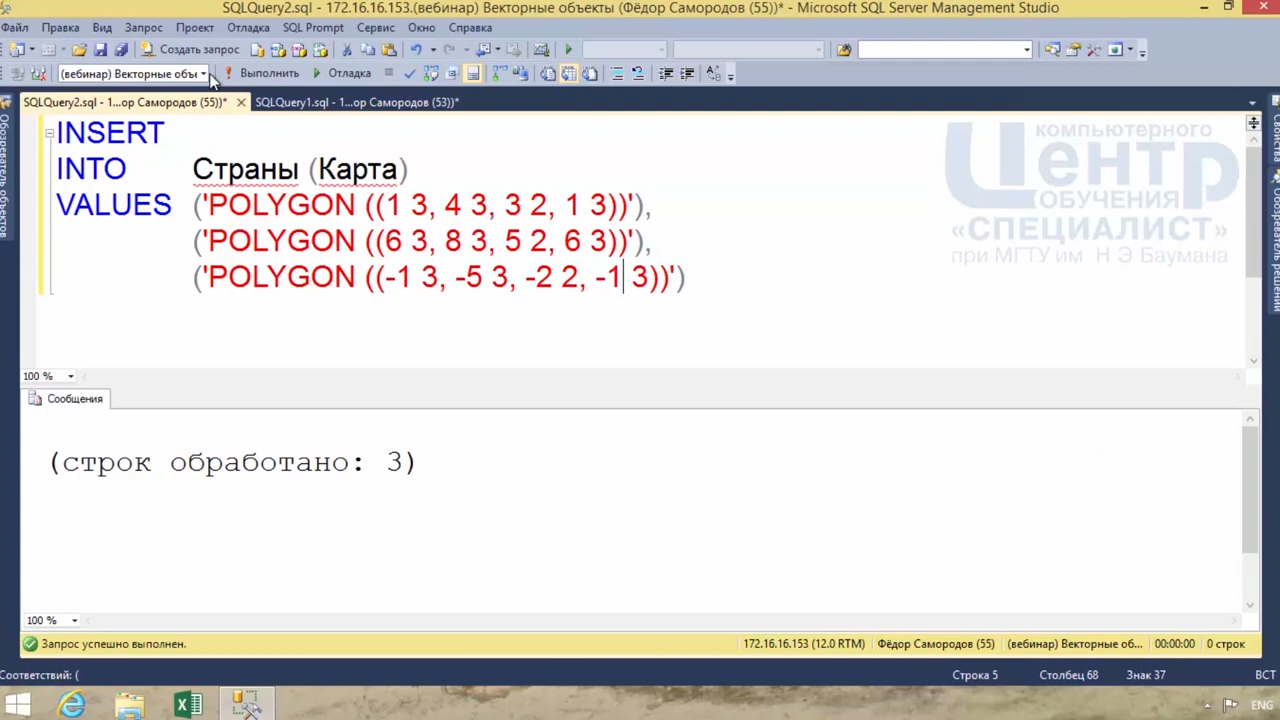 SQLQuery2.sql - 172.16.16.153.(вебинар) Векторные объекты (Фёдор Самородов (55))* - Microsoft SQL Server Management Studio
Файл Правка Вид Запрос Проект Отладка SQL Prompt Сервис Окно Справка
Создать запрос
(вебинар) Векторные объе Выполнить Отладка
SQLQuery2.sql - 1...ор Самородов (55))* SQLQuery1.sql - 1...ор Самородов (53))*
INSERT
INTO Страны (Карта)
VALUES ('POLYGON ((1 3, 4 3, 3 2, 1 3))'),
('POLYGON ((6 3, 8 3, 5 2, 6 3))'),
('POLYGON ((-1 3, -5 3, -2 2, -1 3))')
компьютерного
Центр
ОБУЧЕНИЯ
«СПЕЦИАЛИСТ»
при МГТУ им Н Э Баумана
Обозреватель объектов
Свойства
100 %
Сообщения
(строк обработано: 3)
100 %
Запрос успешно выполнен. 172.16.16.153 (12.0 RTM) Фёдор Самородов (55) (вебинар) Векторные об... 00:00:00 0 строк
Соответствий: ( Строка 5 Столбец 68 Знак 37 ВСТ
ENG